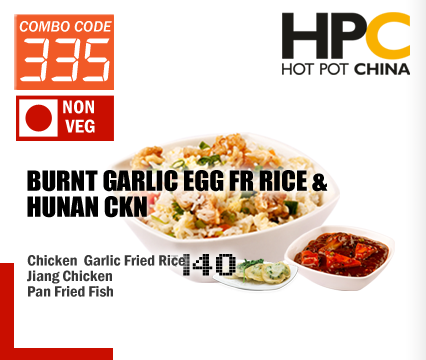 COMBO CODE
335
NON
VEG
HPC
HOT POT CHINA
BURNT GARLIC EGG FR RICE &
HUNAN CKN
Chicken Garlic Fried Rice
140
Jiang Chicken
Pan Fried Fish